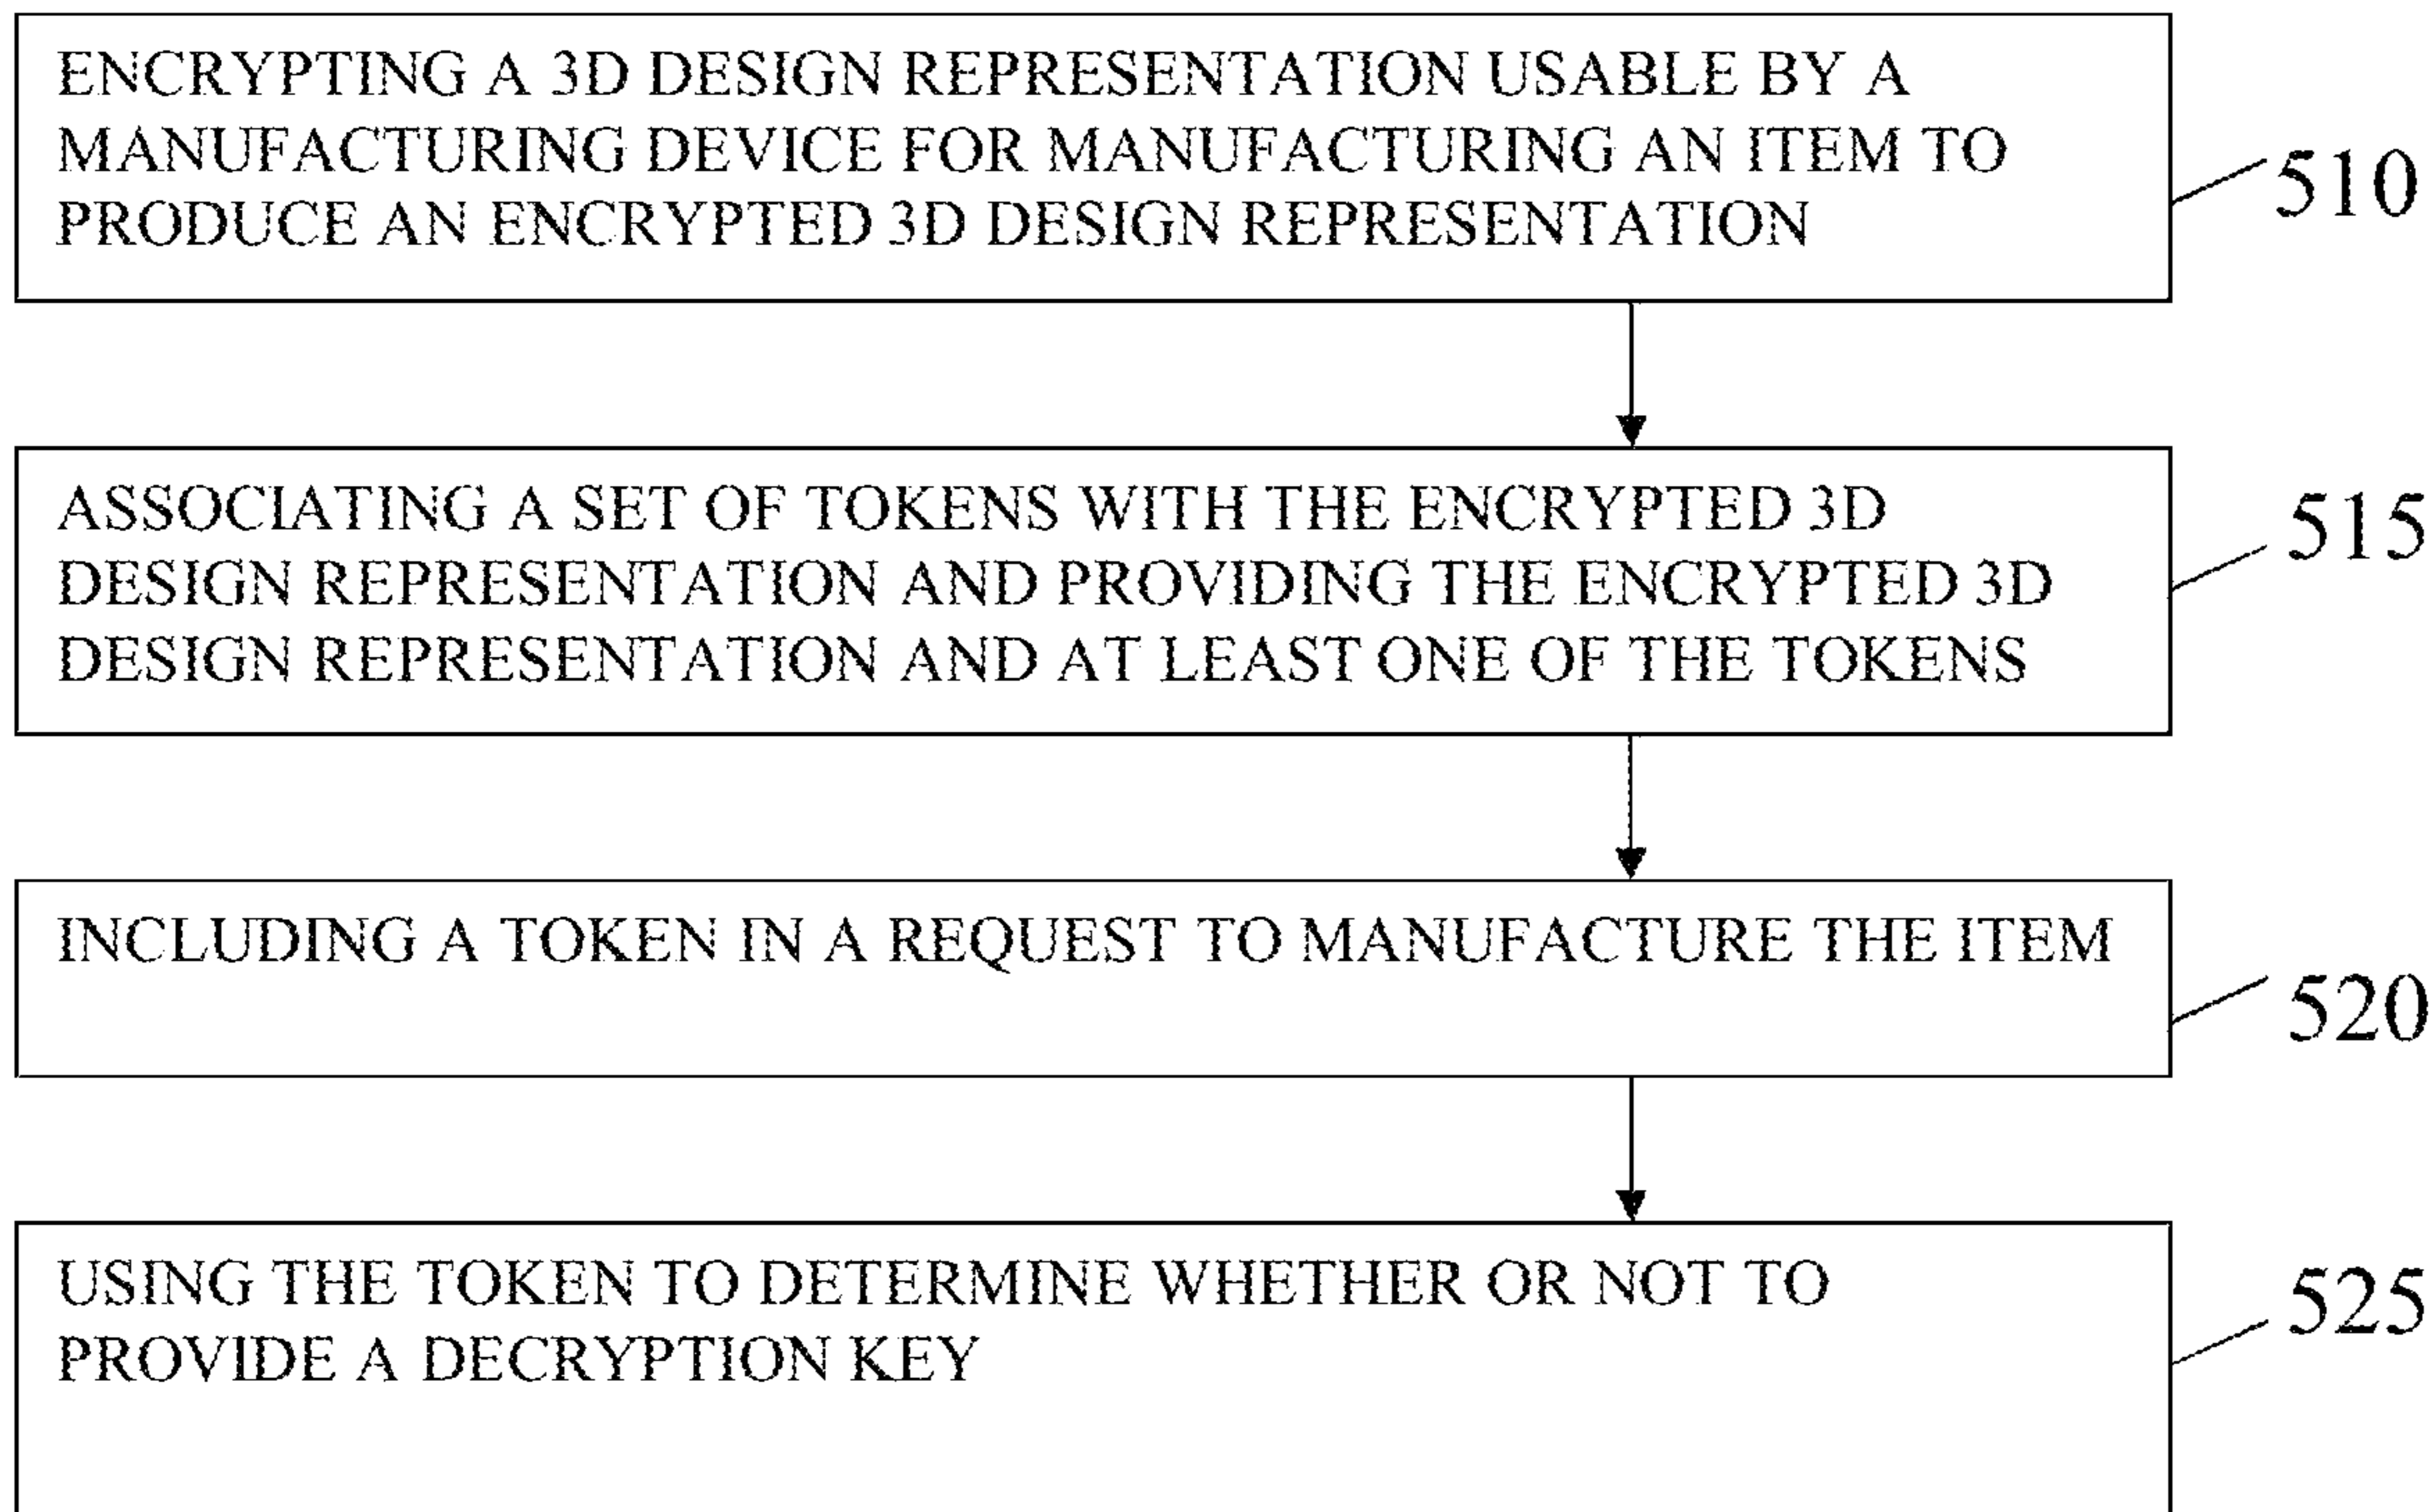 ENCRYPTING A 3D DESIGN REPRESENTATION USABLE BY A
MANUFACTURING DEVICE FOR MANUFACTURING AN ITEM TO
PRODUCE AN ENCRYPTED 3D DESIGN REPRESENTATION
510
ASSOCIATING A SET OF TOKENS WITH THE ENCRYPTED 3D
DESIGN REPRESENTATION AND PROVIDING THE ENCRYPTED 3D
DESIGN REPRESENTATION AND AT LEAST ONE OF THE TOKENS
515
INCLUDING A TOKEN IN A REQUEST TO MANUFACTURE THE ITEM
520
USING THE TOKEN TO DETERMINE WHETHER OR NOT TO
PROVIDE A DECRYPTION KEY
525